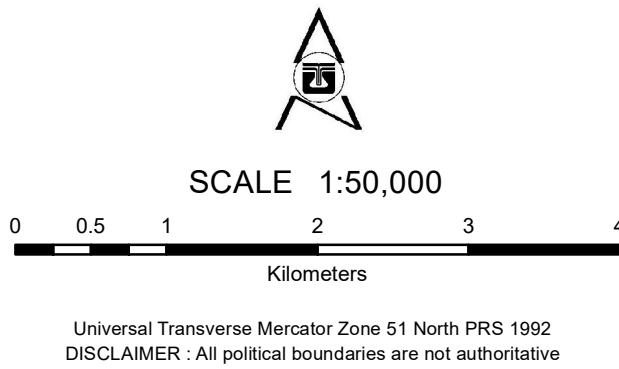 SCALE 1:50,000
0 0.5 1 2 3 4
Kilometers
Universal Transverse Mercator Zone 51 North PRS 1992
DISCLAIMER : All political boundaries are not authoritative